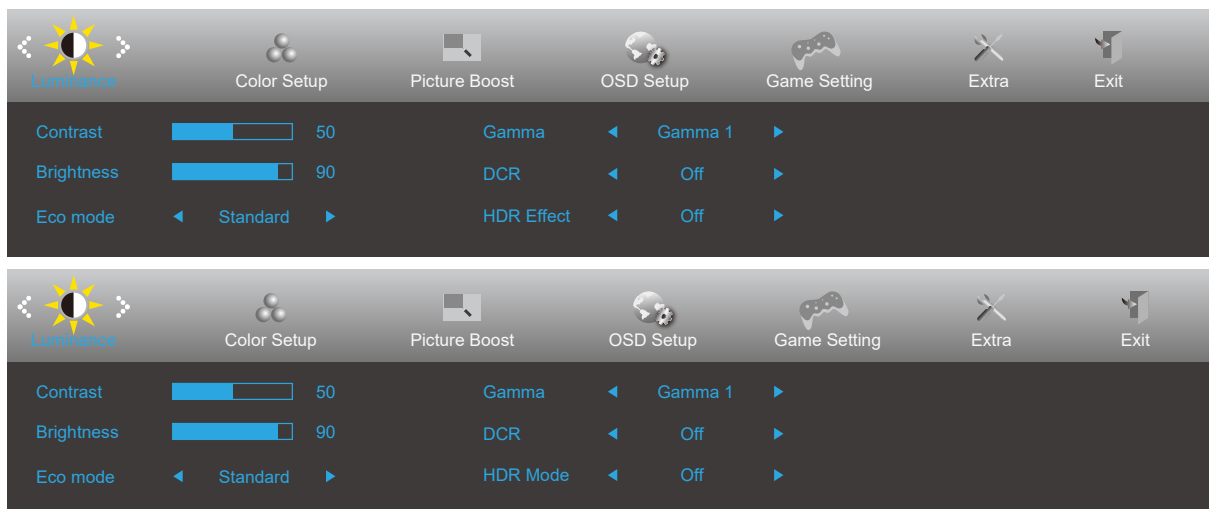 Luminance Color Setup Picture Boost OSD Setup Game Setting Extra Exit
Contrast 50 Gamma Gamma 1
Brightness 90 DCR Off
Eco mode Standard HDR Effect Off
Luminance Color Setup Picture Boost OSD Setup Game Setting Extra Exit
Contrast 50 Gamma Gamma 1
Brightness 90 DCR Off
Eco mode Standard HDR Mode Off